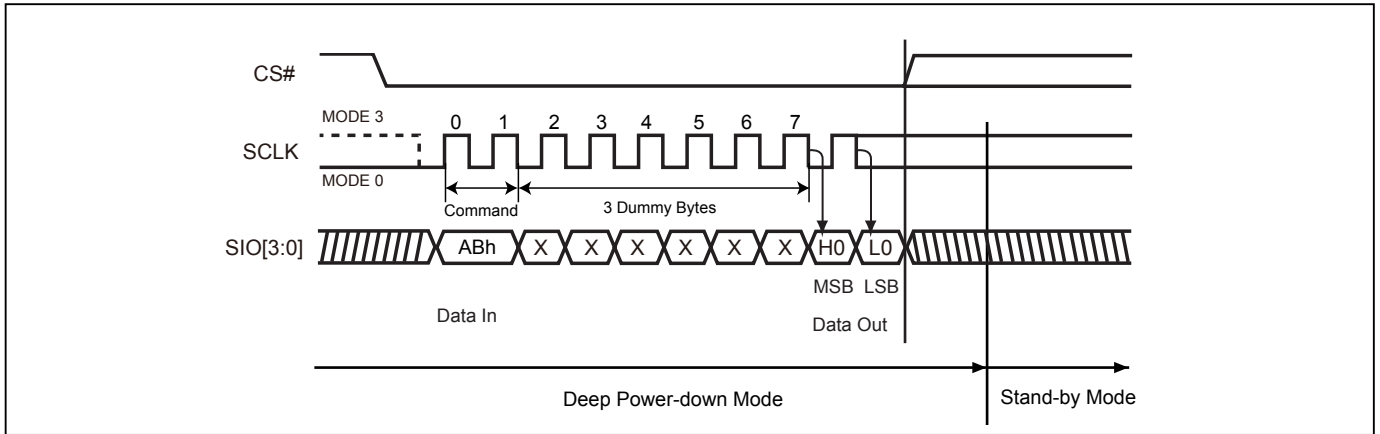 CS#
MODE 3
0 1 2 3 4 5 6 7
SCLK
MODE 0
Command
3 Dummy Bytes
SIO[3:0]
ABh X X X X X X H0 L0
MSB LSB
Data In
Data Out
Deep Power-down Mode
Stand-by Mode